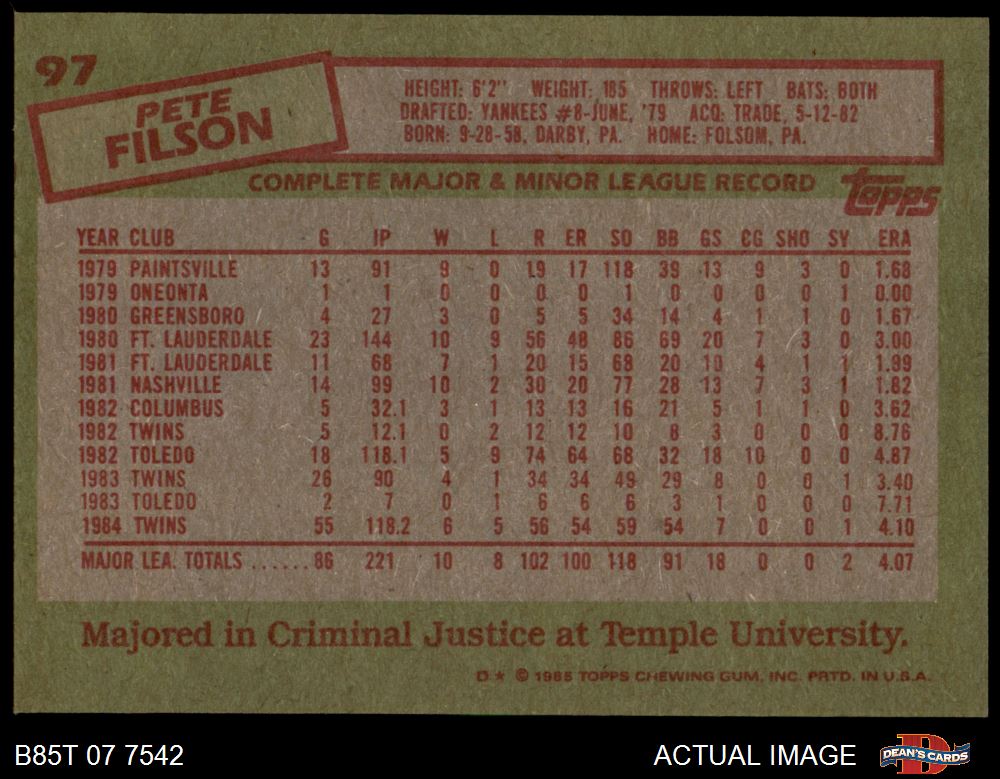 97
PETE
FILSON
HEIGHT: 6'2" WEIGHT: 185 THROWS: LEFT BATS: BOTH
DRAFTED: YANKEES #8-JUNE, '79 ACQ: TRADE, 5-12-82
BORN: 9-28-58, DARBY, PA. HOME: FOLSOM, PA.
COMPLETE MAJOR & MINOR LEAGUE RECORD topps
YEAR CLUB G IP W L R ER SO BB GS CG SHO SV ERA
1979 PAINTSVILLE 13 91 9 0 19 17 118 39 13 9 3 0 1.68
1979 ONEONTA 1 1 0 0 0 0 1 0 0 0 0 1 0.00
1980 GREENSBORO 4 27 3 0 5 5 34 14 4 1 1 0 1.67
1980 FT. LAUDERDALE 23 144 10 9 56 48 86 69 20 7 3 0 3.00
1981 FT. LAUDERDALE 11 68 7 1 20 15 68 20 10 4 1 1 1.99
1981 NASHVILLE 14 99 10 2 30 20 77 28 13 7 3 1 1.82
1982 COLUMBUS 5 32.1 3 1 13 13 16 21 5 1 1 0 3.62
1982 TWINS 5 12.1 0 2 12 12 10 8 3 0 0 0 8.76
1982 TOLEDO 18 118.1 5 9 74 64 68 32 18 10 0 0 4.87
1983 TWINS 26 90 4 1 34 34 49 29 8 0 0 1 3.40
1983 TOLEDO 2 7 0 1 6 6 6 3 1 0 0 0 7.71
1984 TWINS 55 118.2 6 5 56 54 59 54 7 0 0 1 4.10
MAJOR LEA. TOTALS ...... 86 221 10 8 102 100 118 91 18 0 0 2 4.07
Majored in Criminal Justice at Temple University.
D* © 1985 TOPPS CHEWING GUM, INC. PRTD. IN U.S.A.
B85T 07 7542 ACTUAL IMAGE DEAN'S CARDS